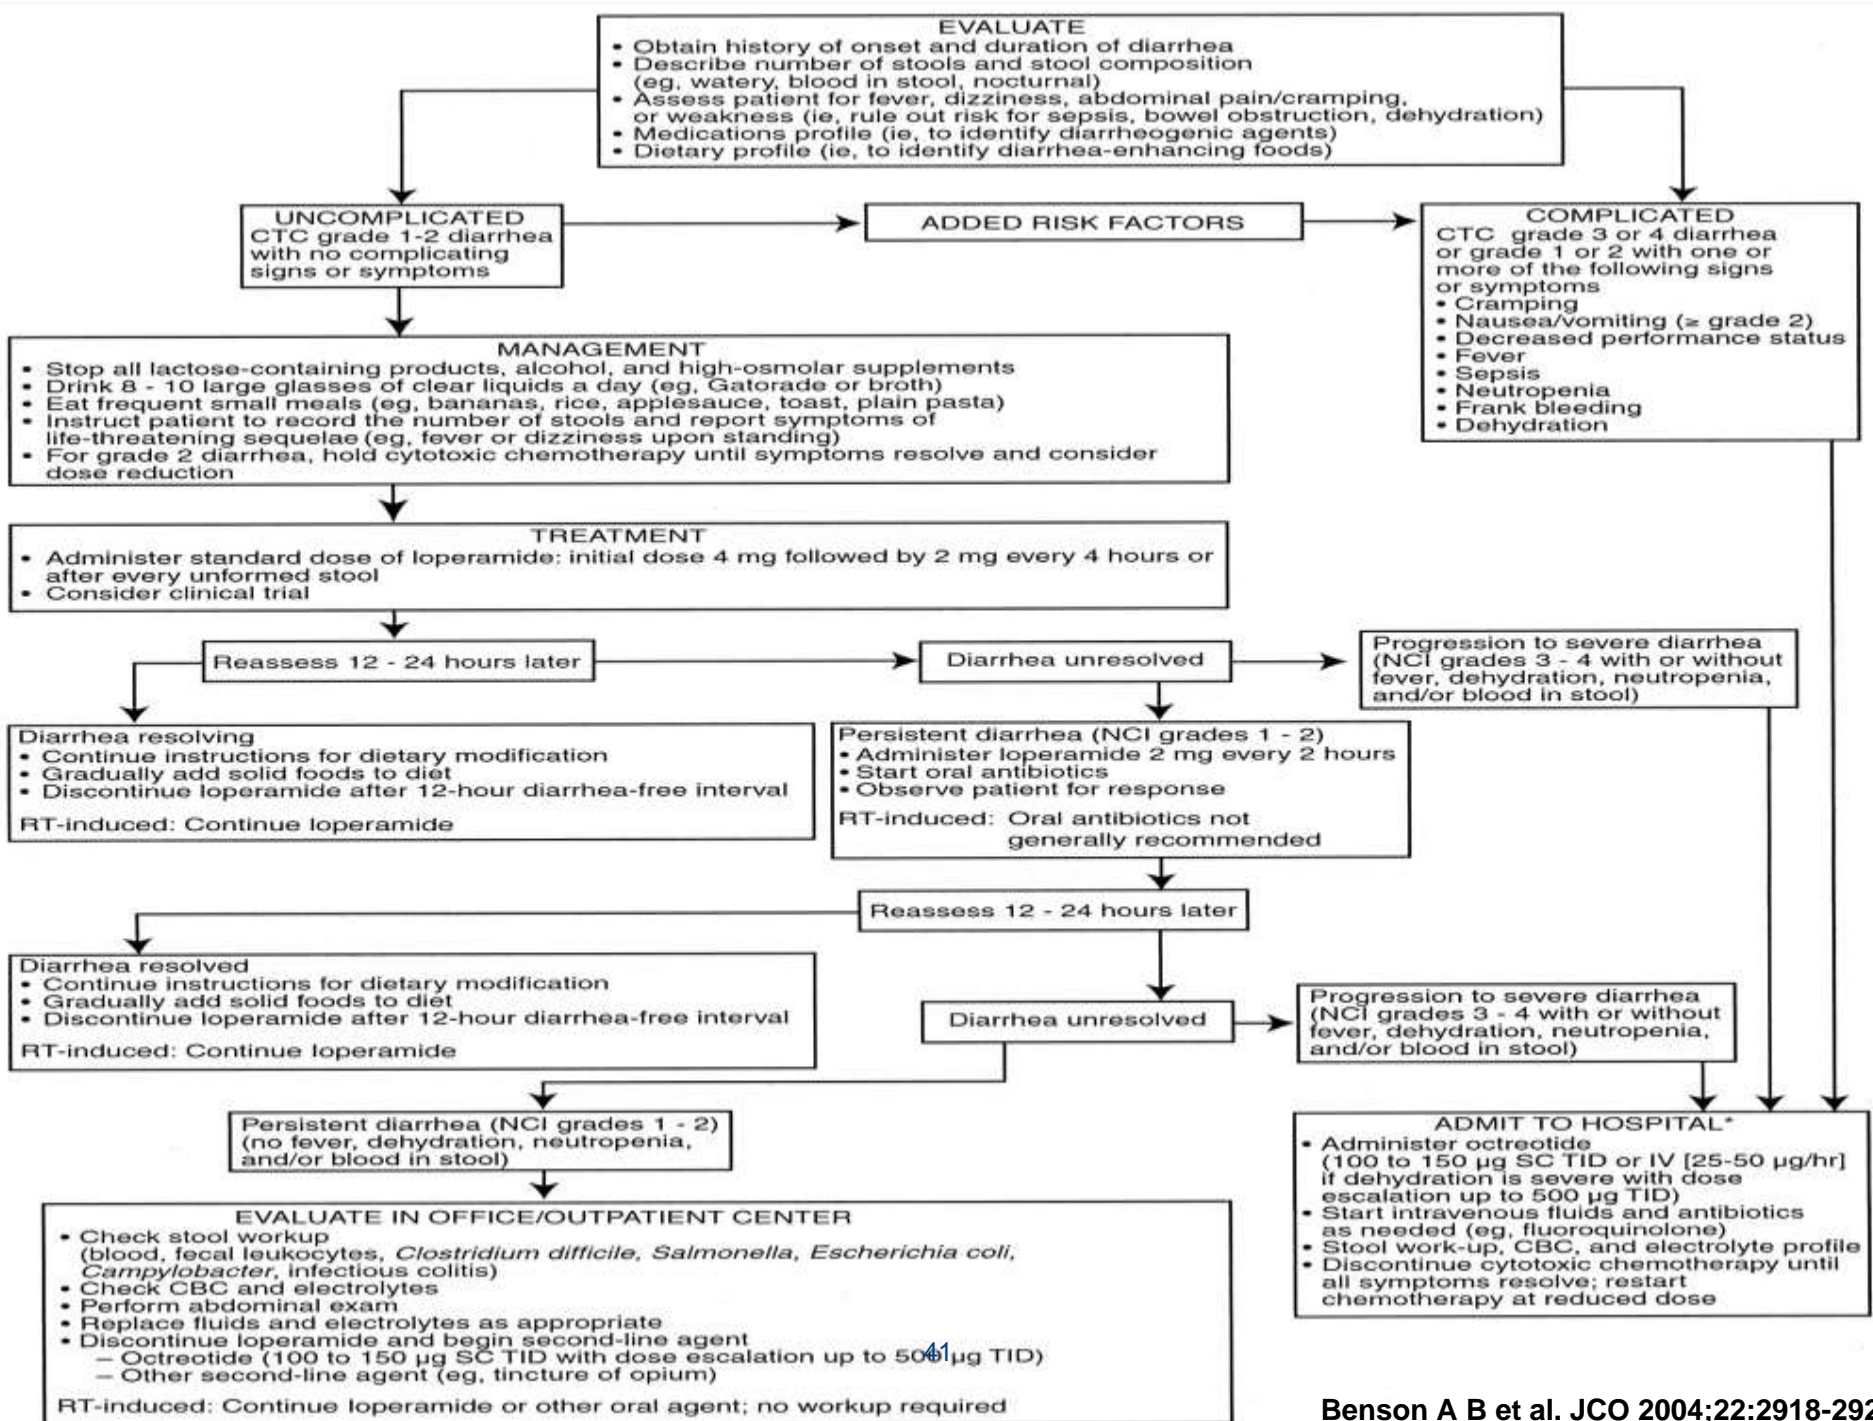 EVALUATE
• Obtain history of onset and duration of diarrhea
• Describe number of stools and stool composition
(eg, watery, blood in stool, nocturnal)
• Assess patient for fever, dizziness, abdominal pain/cramping,
or weakness (ie, rule out risk for sepsis, bowel obstruction, dehydration)
• Medications profile (ie, to identify diarrheogenic agents)
• Dietary profile (ie, to identify diarrhea-enhancing foods)
UNCOMPLICATED
CTC grade 1-2 diarrhea
with no complicating
signs or symptoms
ADDED RISK FACTORS
COMPLICATED
CTC grade 3 or 4 diarrhea
or grade 1 or 2 with one or
more of the following signs
or symptoms
• Cramping
• Nausea/vomiting (≥ grade 2)
• Decreased performance status
• Fever
• Sepsis
• Neutropenia
• Frank bleeding
• Dehydration
MANAGEMENT
• Stop all lactose-containing products, alcohol, and high-osmolar supplements
• Drink 8 - 10 large glasses of clear liquids a day (eg, Gatorade or broth)
• Eat frequent small meals (eg, bananas, rice, applesauce, toast, plain pasta)
• Instruct patient to record the number of stools and report symptoms of
life-threatening sequelae (eg, fever or dizziness upon standing)
• For grade 2 diarrhea, hold cytotoxic chemotherapy until symptoms resolve and consider
dose reduction
TREATMENT
• Administer standard dose of loperamide: initial dose 4 mg followed by 2 mg every 4 hours or
after every unformed stool
• Consider clinical trial
Reassess 12 - 24 hours later
Diarrhea unresolved
Progression to severe diarrhea
(NCI grades 3 - 4 with or without
fever, dehydration, neutropenia,
and/or blood in stool)
Diarrhea resolving
• Continue instructions for dietary modification
• Gradually add solid foods to diet
• Discontinue loperamide after 12-hour diarrhea-free interval
RT-induced: Continue loperamide
Persistent diarrhea (NCI grades 1 - 2)
• Administer loperamide 2 mg every 2 hours
• Start oral antibiotics
• Observe patient for response
RT-induced: Oral antibiotics not
generally recommended
Reassess 12 - 24 hours later
Diarrhea resolved
• Continue instructions for dietary modification
• Gradually add solid foods to diet
• Discontinue loperamide after 12-hour diarrhea-free interval
RT-induced: Continue loperamide
Diarrhea unresolved
Progression to severe diarrhea
(NCI grades 3 - 4 with or without
fever, dehydration, neutropenia,
and/or blood in stool)
Persistent diarrhea (NCI grades 1 - 2)
(no fever, dehydration, neutropenia,
and/or blood in stool)
ADMIT TO HOSPITAL*
• Administer octreotide
(100 to 150 µg SC TID or IV [25-50 µg/hr]
if dehydration is severe with dose
escalation up to 500 µg TID)
• Start intravenous fluids and antibiotics
as needed (eg, fluoroquinolone)
• Stool work-up, CBC, and electrolyte profile
• Discontinue cytotoxic chemotherapy until
all symptoms resolve; restart
chemotherapy at reduced dose
EVALUATE IN OFFICE/OUTPATIENT CENTER
• Check stool workup
(blood, fecal leukocytes, Clostridium difficile, Salmonella, Escherichia coli,
Campylobacter, infectious colitis)
• Check CBC and electrolytes
• Perform abdominal exam
• Replace fluids and electrolytes as appropriate
• Discontinue loperamide and begin second-line agent
– Octreotide (100 to 150 µg SC TID with dose escalation up to 500 µg TID)
– Other second-line agent (eg, tincture of opium)
RT-induced: Continue loperamide or other oral agent; no workup required
41
Benson A B et al. JCO 2004;22:2918-292